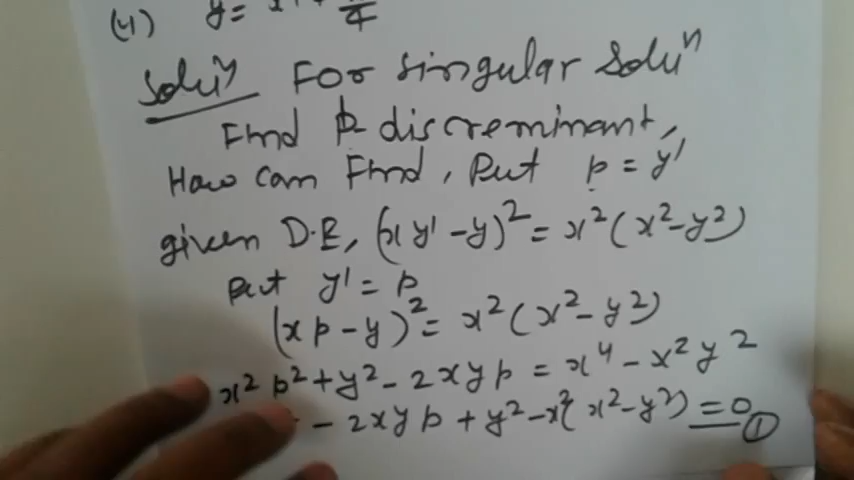 (4) y =
Soluⁿ For singular Soluⁿ
Find p discreminant,
How can Find, Put p = y'
given D.E, (xy' - y)² = x²(x² - y²)
Put y' = p
(xp - y)² = x²(x² - y²)
x²p² + y² - 2xyp = x⁴ - x²y²
- 2xyp + y² - x²(x² - y²) = 0 ①